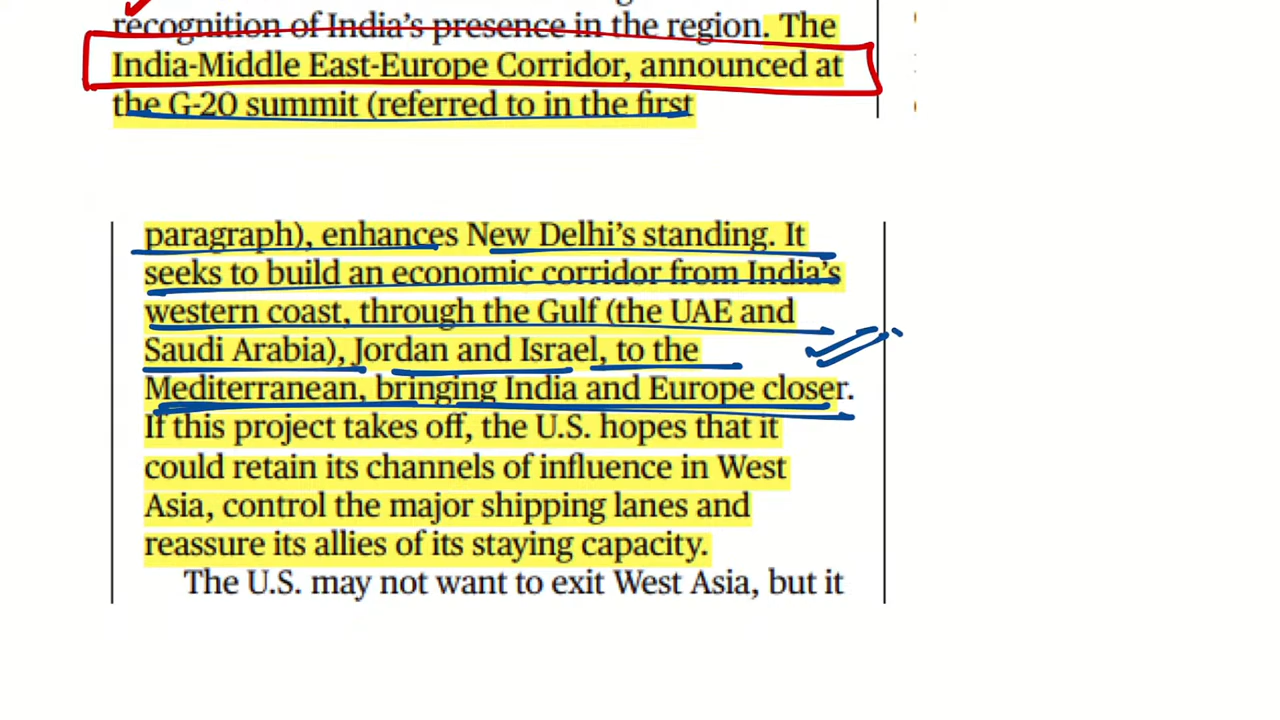 recognition of India's presence in the region. The
India-Middle East-Europe Corridor, announced at
the G-20 summit (referred to in the first
paragraph), enhances New Delhi's standing. It
seeks to build an economic corridor from India's
western coast, through the Gulf (the UAE and
Saudi Arabia), Jordan and Israel, to the
Mediterranean, bringing India and Europe closer.
If this project takes off, the U.S. hopes that it
could retain its channels of influence in West
Asia, control the major shipping lanes and
reassure its allies of its staying capacity.
The U.S. may not want to exit West Asia, but it